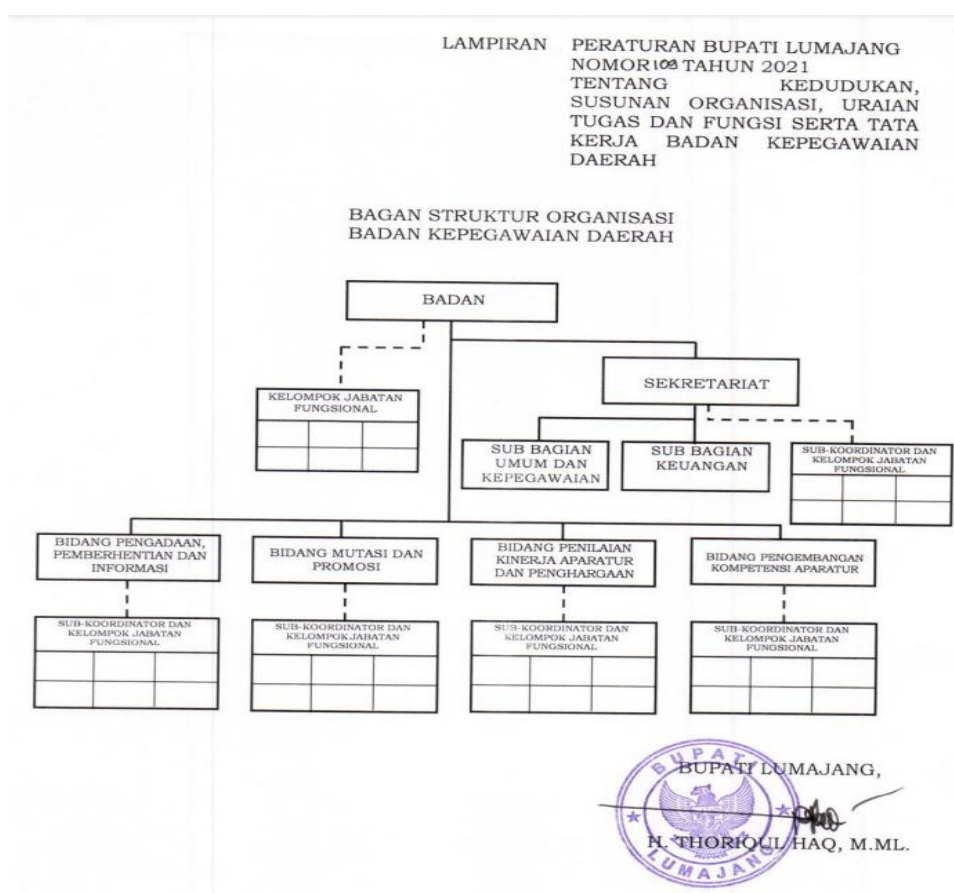 LAMPIRAN PERATURAN BUPATI LUMAJANG
NOMOR 103 TAHUN 2021
TENTANG KEDUDUKAN,
SUSUNAN ORGANISASI, URAIAN
TUGAS DAN FUNGSI SERTA TATA
KERJA BADAN KEPEGAWAIAN
DAERAH
BAGAN STRUKTUR ORGANISASI
BADAN KEPEGAWAIAN DAERAH
BADAN
SEKRETARIAT
KELOMPOK JABATAN
FUNGSIONAL
SUB BAGIAN
UMUM DAN
KEPEGAWAIAN
SUB BAGIAN
KEUANGAN
SUB-KOORDINATOR DAN
KELOMPOK JABATAN
FUNGSIONAL
BIDANG PENGADAAN,
PEMBERHENTIAN DAN
INFORMASI
BIDANG MUTASI DAN
PROMOSI
BIDANG PENILAIAN
KINERJA APARATUR
DAN PENGHARGAAN
BIDANG PENGEMBANGAN
KOMPETENSI APARATUR
SUB-KOORDINATOR DAN
KELOMPOK JABATAN
FUNGSIONAL
SUB-KOORDINATOR DAN
KELOMPOK JABATAN
FUNGSIONAL
SUB-KOORDINATOR DAN
KELOMPOK JABATAN
FUNGSIONAL
SUB-KOORDINATOR DAN
KELOMPOK JABATAN
FUNGSIONAL
BUPATI LUMAJANG,
BUPATI
LUMAJANG
H. THORIQUL HAQ, M.ML.